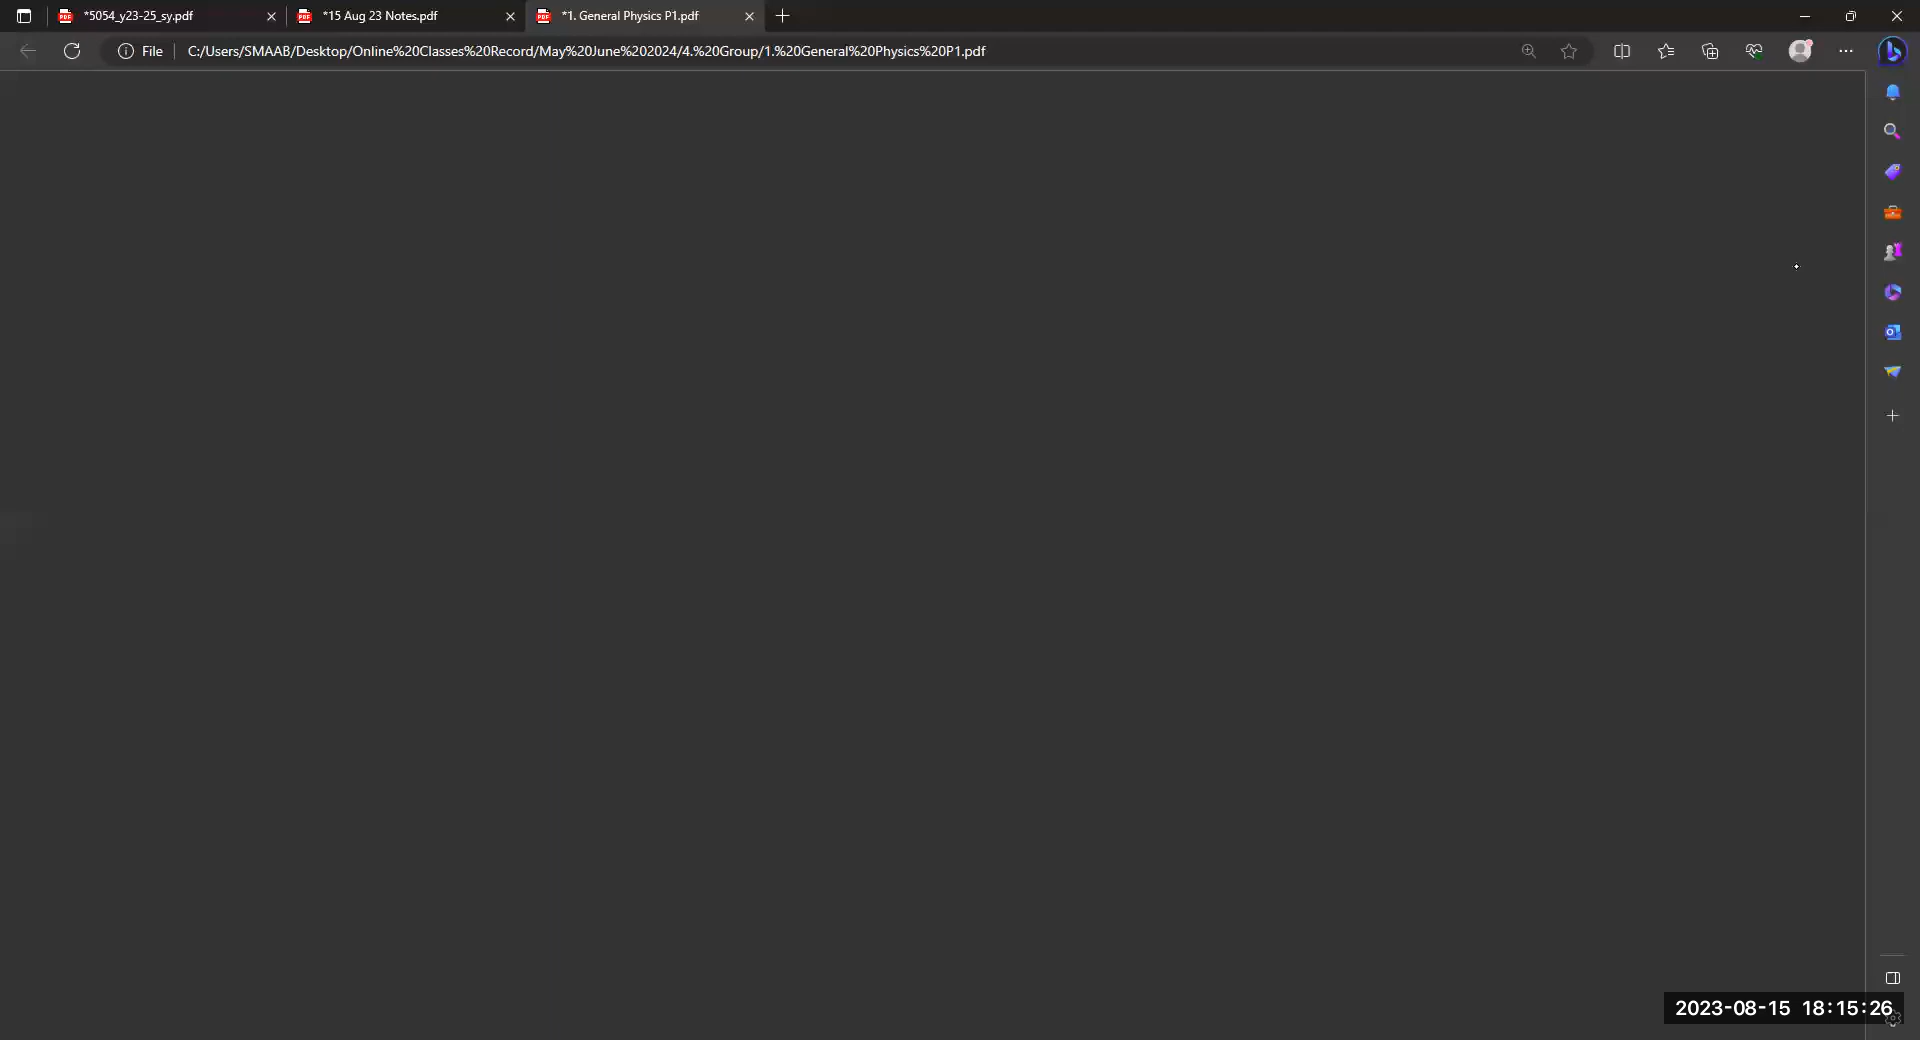 *5054_y23-25_sy.pdf
*15 Aug 23 Notes.pdf
*1. General Physics P1.pdf
File
C:/Users/SMAAB/Desktop/Online%20Classes%20Record/May%20June%202024/4.%20Group/1.%20General%20Physics%20P1.pdf
2023-08-15 18:15:26